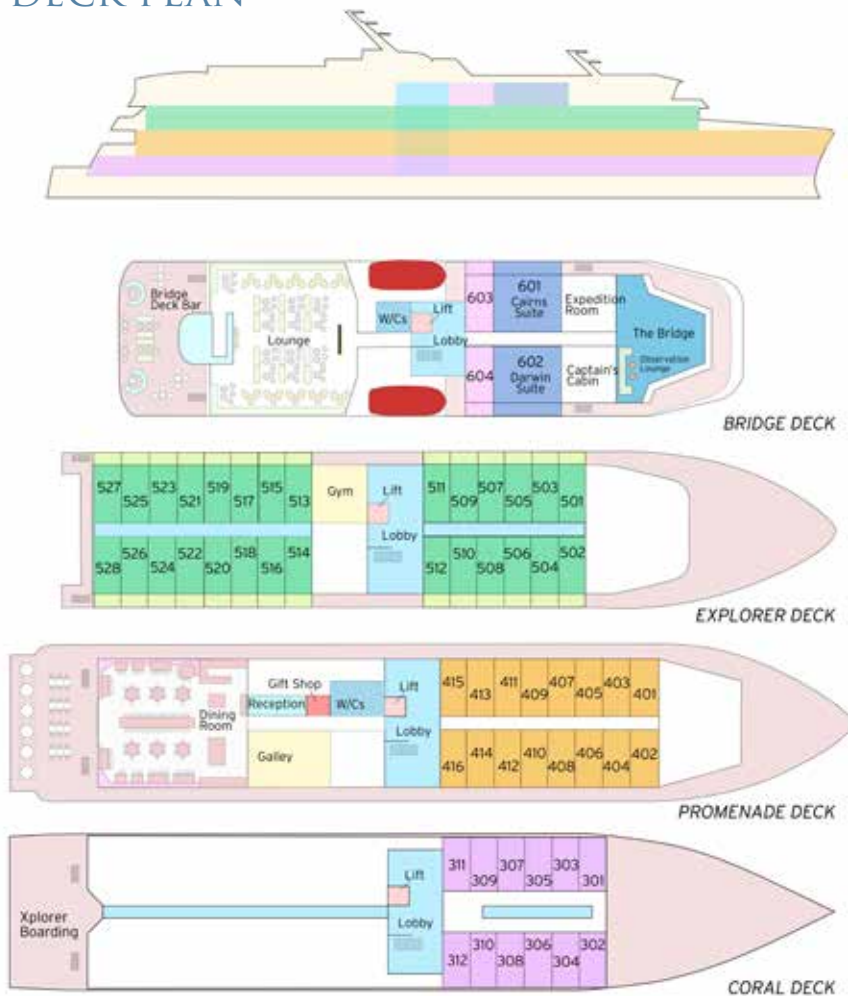 DECK PLAN
Bridge
Deck Bar
Lounge
W/Cs
Lift
Lobby
603
604
601
Cairns
Suite
602
Darwin
Suite
Expedition
Room
Captain's
Cabin
The Bridge
Observation
Lounge
BRIDGE DECK
527
525
523
521
519
517
515
513
Gym
Lift
Lobby
511
509
507
505
503
501
528
526
524
522
520
518
516
514
512
510
508
506
504
502
EXPLORER DECK
Dining
Room
Gift Shop
Reception
W/Cs
Galley
Lift
Lobby
415
413
411
409
407
405
403
401
416
414
412
410
408
406
404
402
PROMENADE DECK
Xplorer
Boarding
Lift
Lobby
311
309
307
305
303
301
312
310
308
306
304
302
CORAL DECK